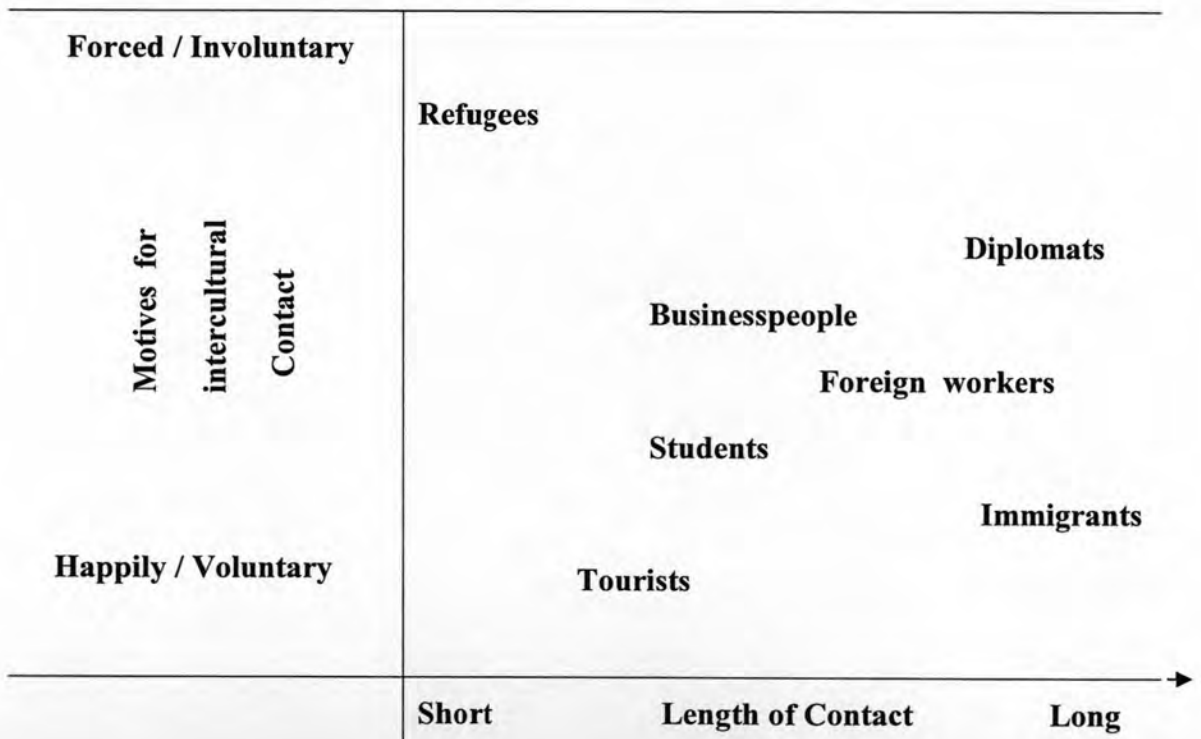 Forced / Involuntary
Refugees
Motives for
intercultural
Contact
Diplomats
Businesspeople
Foreign workers
Students
Immigrants
Happily / Voluntary
Tourists
Short Length of Contact Long